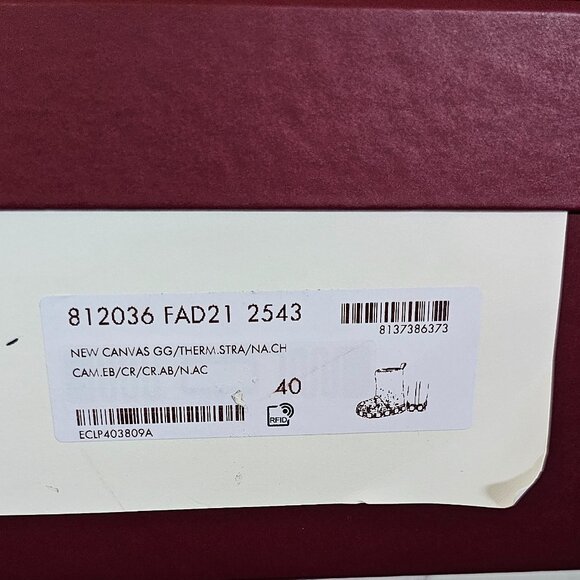 812036 FAD21 2543
8137386373
NEW CANVAS GG/THERM.STRA/NA.CH
CAM.EB/CR/CR.AB/N.AC
40
RFID
ECLP403809A